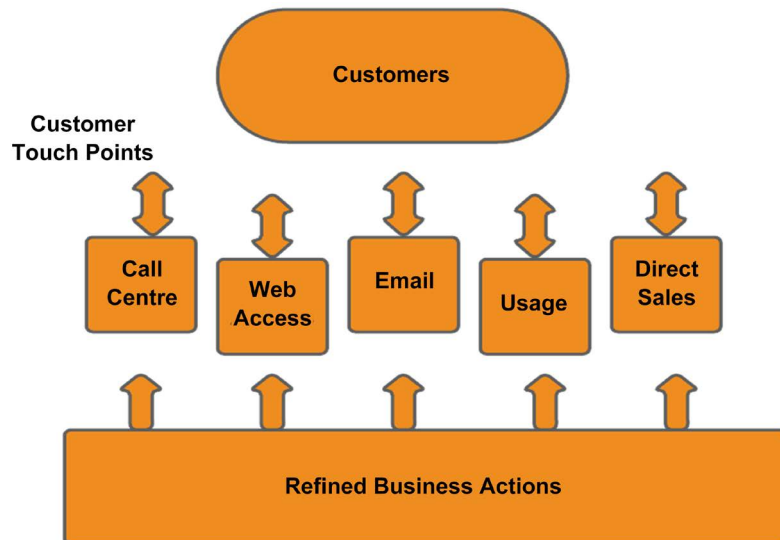 Customers
Customer
Touch Points
Call
Centre
Web
Access
Email
Usage
Direct
Sales
Refined Business Actions